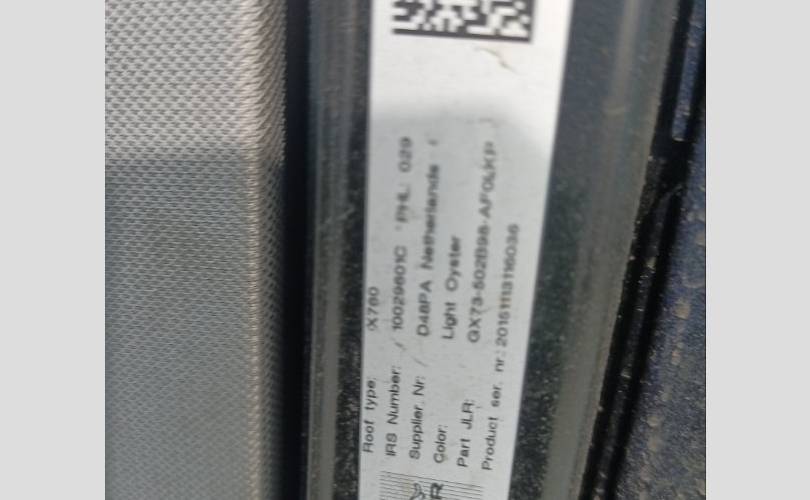 Roof type: X760
IRS Number: 10029601C PHL: 029
Supplier. Nr: D48PA Netherlands
Color: Light Oyster
Part JLR: GX73-502B98-AF0LKP
Product ser. nr: 20151113116036
R